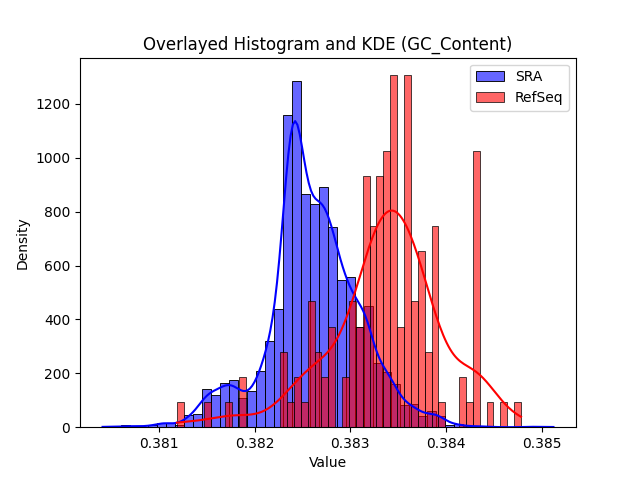 Overlayed Histogram and KDE (GC_Content)
SRA
RefSeq
Density
1200
1000
800
600
400
200
0
0.381 0.382 0.383 0.384 0.385
Value